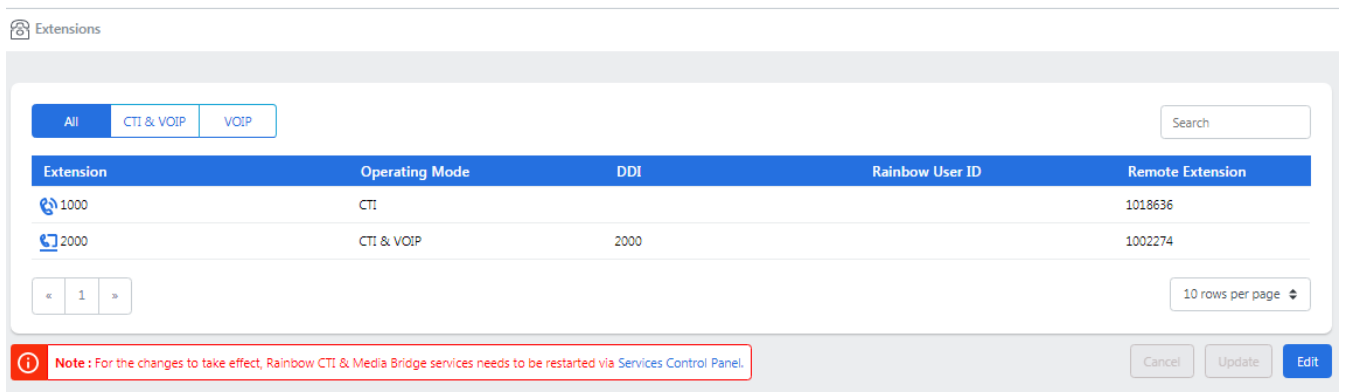 Extensions
All CTI & VOIP VOIP Search
Extension Operating Mode DDI Rainbow User ID Remote Extension
1000 CTI 1018636
2000 CTI & VOIP 2000 1002274
« 1 » 10 rows per page
Note : For the changes to take effect, Rainbow CTI & Media Bridge services needs to be restarted via Services Control Panel. Cancel Update Edit